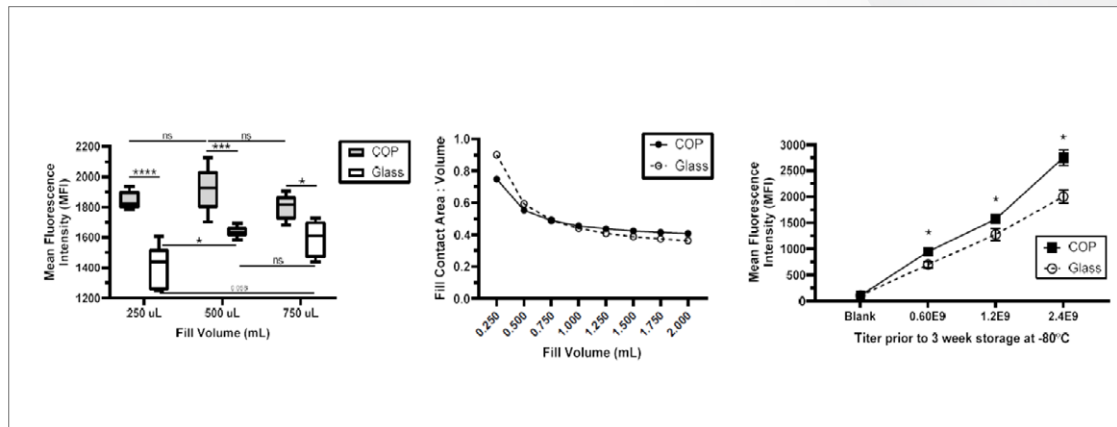 Mean Fluorescence
Intensity (MFI)
2200
2000
1800
1600
1400
1200
ns
ns
****
***
*
*
ns
250 uL
500 uL
750 uL
Fill Volume (mL)
COP
Glass
Fill Contact Area : Volume
1.0
0.8
0.6
0.4
0.2
0.0
0.250
0.500
0.750
1.000
1.250
1.500
1.750
2.000
Fill Volume (mL)
COP
Glass
Mean Fluorescence
Intensity (MFI)
3000
2500
2000
1500
1000
500
0
*
*
*
Blank
0.60E9
1.2E9
2.4E9
Titer prior to 3 week storage at -80°C
COP
Glass